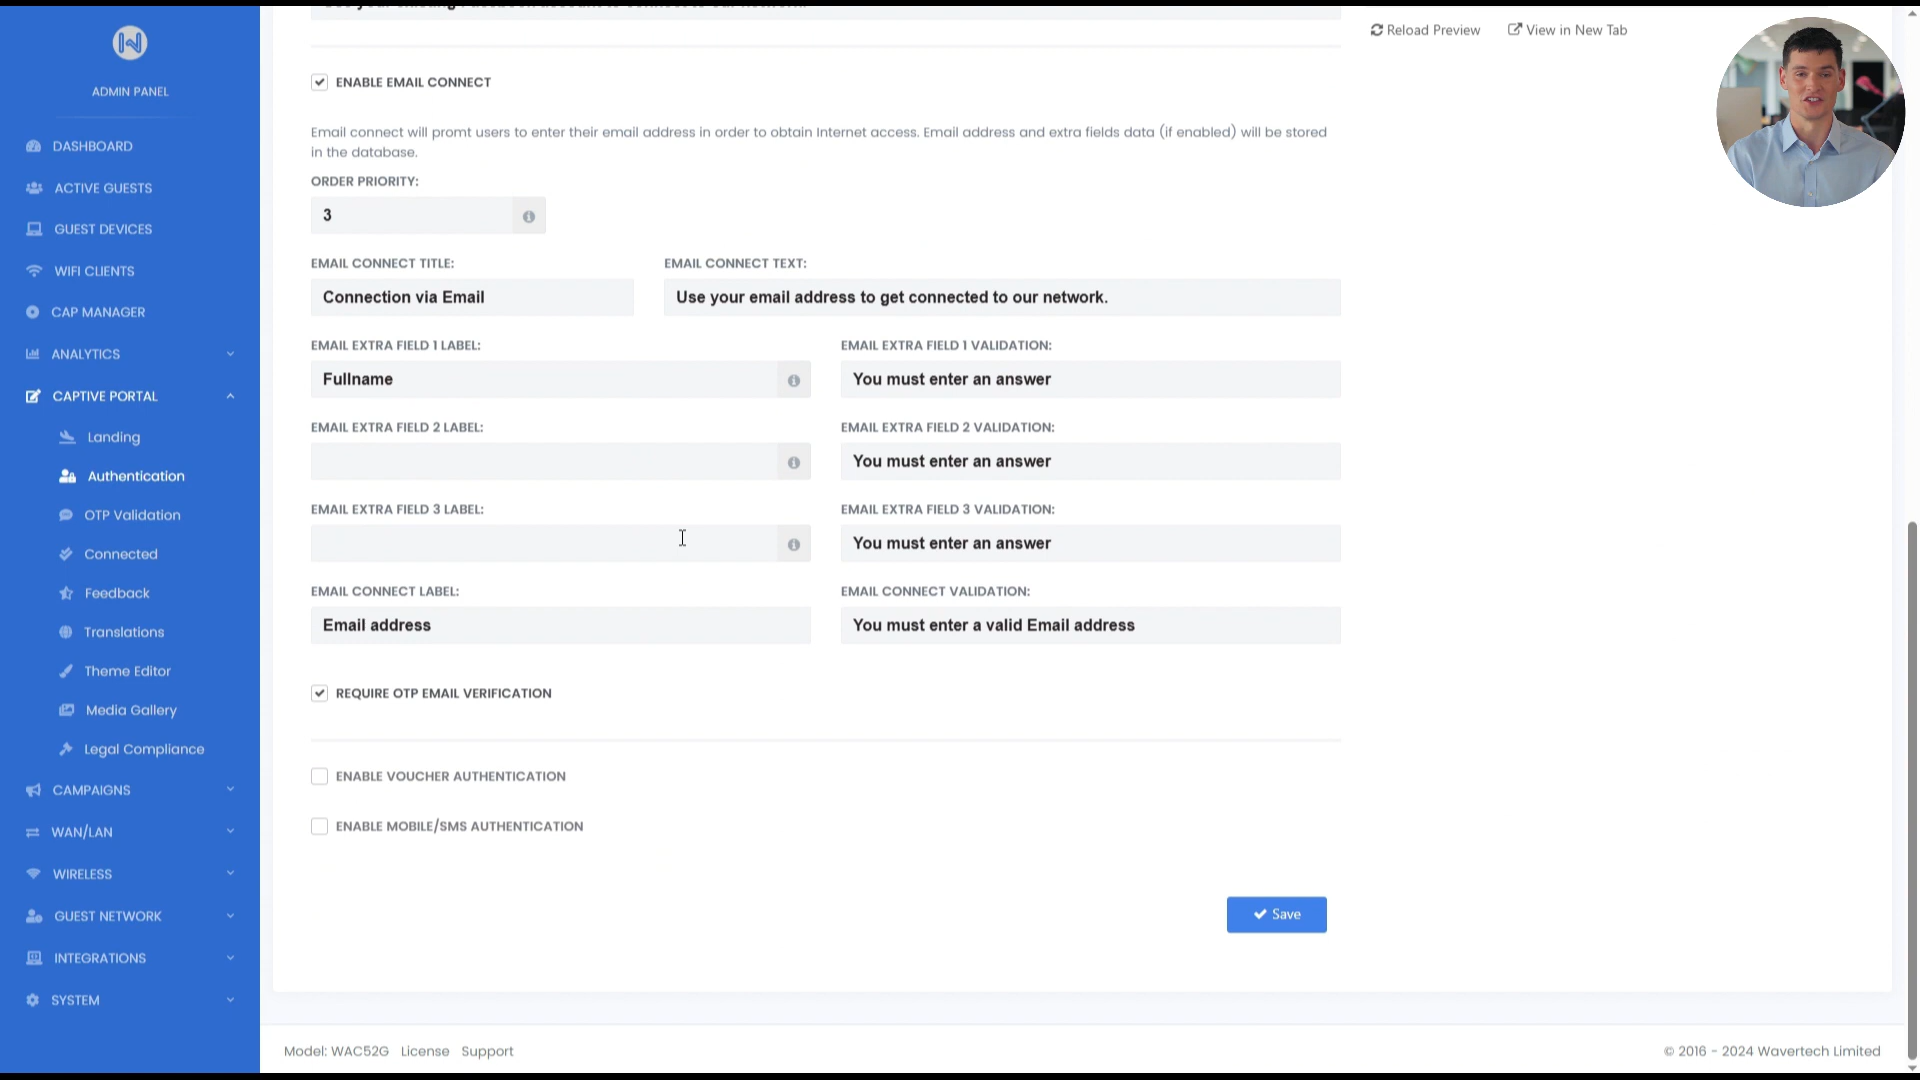 ADMIN PANEL
DASHBOARD
ACTIVE GUESTS
GUEST DEVICES
WIFI CLIENTS
CAP MANAGER
ANALYTICS
CAPTIVE PORTAL
Landing
Authentication
OTP Validation
Connected
Feedback
Translations
Theme Editor
Media Gallery
Legal Compliance
CAMPAIGNS
WAN/LAN
WIRELESS
GUEST NETWORK
INTEGRATIONS
SYSTEM
Reload Preview View in New Tab
ENABLE EMAIL CONNECT
Email connect will promt users to enter their email address in order to obtain Internet access. Email address and extra fields data (if enabled) will be stored
in the database.
ORDER PRIORITY:
3
EMAIL CONNECT TITLE: EMAIL CONNECT TEXT:
Connection via Email Use your email address to get connected to our network.
EMAIL EXTRA FIELD 1 LABEL: EMAIL EXTRA FIELD 1 VALIDATION:
Fullname You must enter an answer
EMAIL EXTRA FIELD 2 LABEL: EMAIL EXTRA FIELD 2 VALIDATION:
You must enter an answer
EMAIL EXTRA FIELD 3 LABEL: EMAIL EXTRA FIELD 3 VALIDATION:
You must enter an answer
EMAIL CONNECT LABEL: EMAIL CONNECT VALIDATION:
Email address You must enter a valid Email address
REQUIRE OTP EMAIL VERIFICATION
ENABLE VOUCHER AUTHENTICATION
ENABLE MOBILE/SMS AUTHENTICATION
Save
Model: WAC52G License Support
© 2016 - 2024 Wavertech Limited